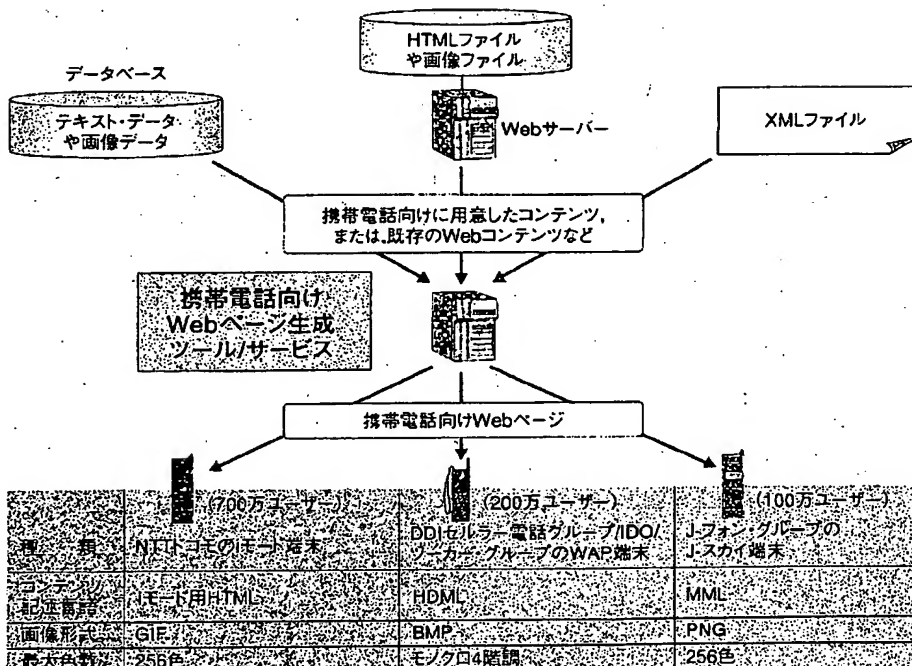 HTMLファイル
や画像ファイル
データベース
テキスト・データ
や画像データ
Webサーバー
XMLファイル
携帯電話向けに用意したコンテンツ,
または,既存のWebコンテンツなど
携帯電話向け
Webページ生成
ツール/サービス
携帯電話向けWebページ
(700万ユーザー)
(200万ユーザー)
(100万ユーザー)
種 類
NTTドコモのiモード端末
DDIセルラー電話グループ/IDO/
ツーカー・グループのWAP端末
J-フォン・グループの
J-スカイ端末
コンテンツ
記述言語
iモード用HTML
HDML
MML
画像形式
GIF
BMP
PNG
最大色数
256色
モノクロ4階調
256色